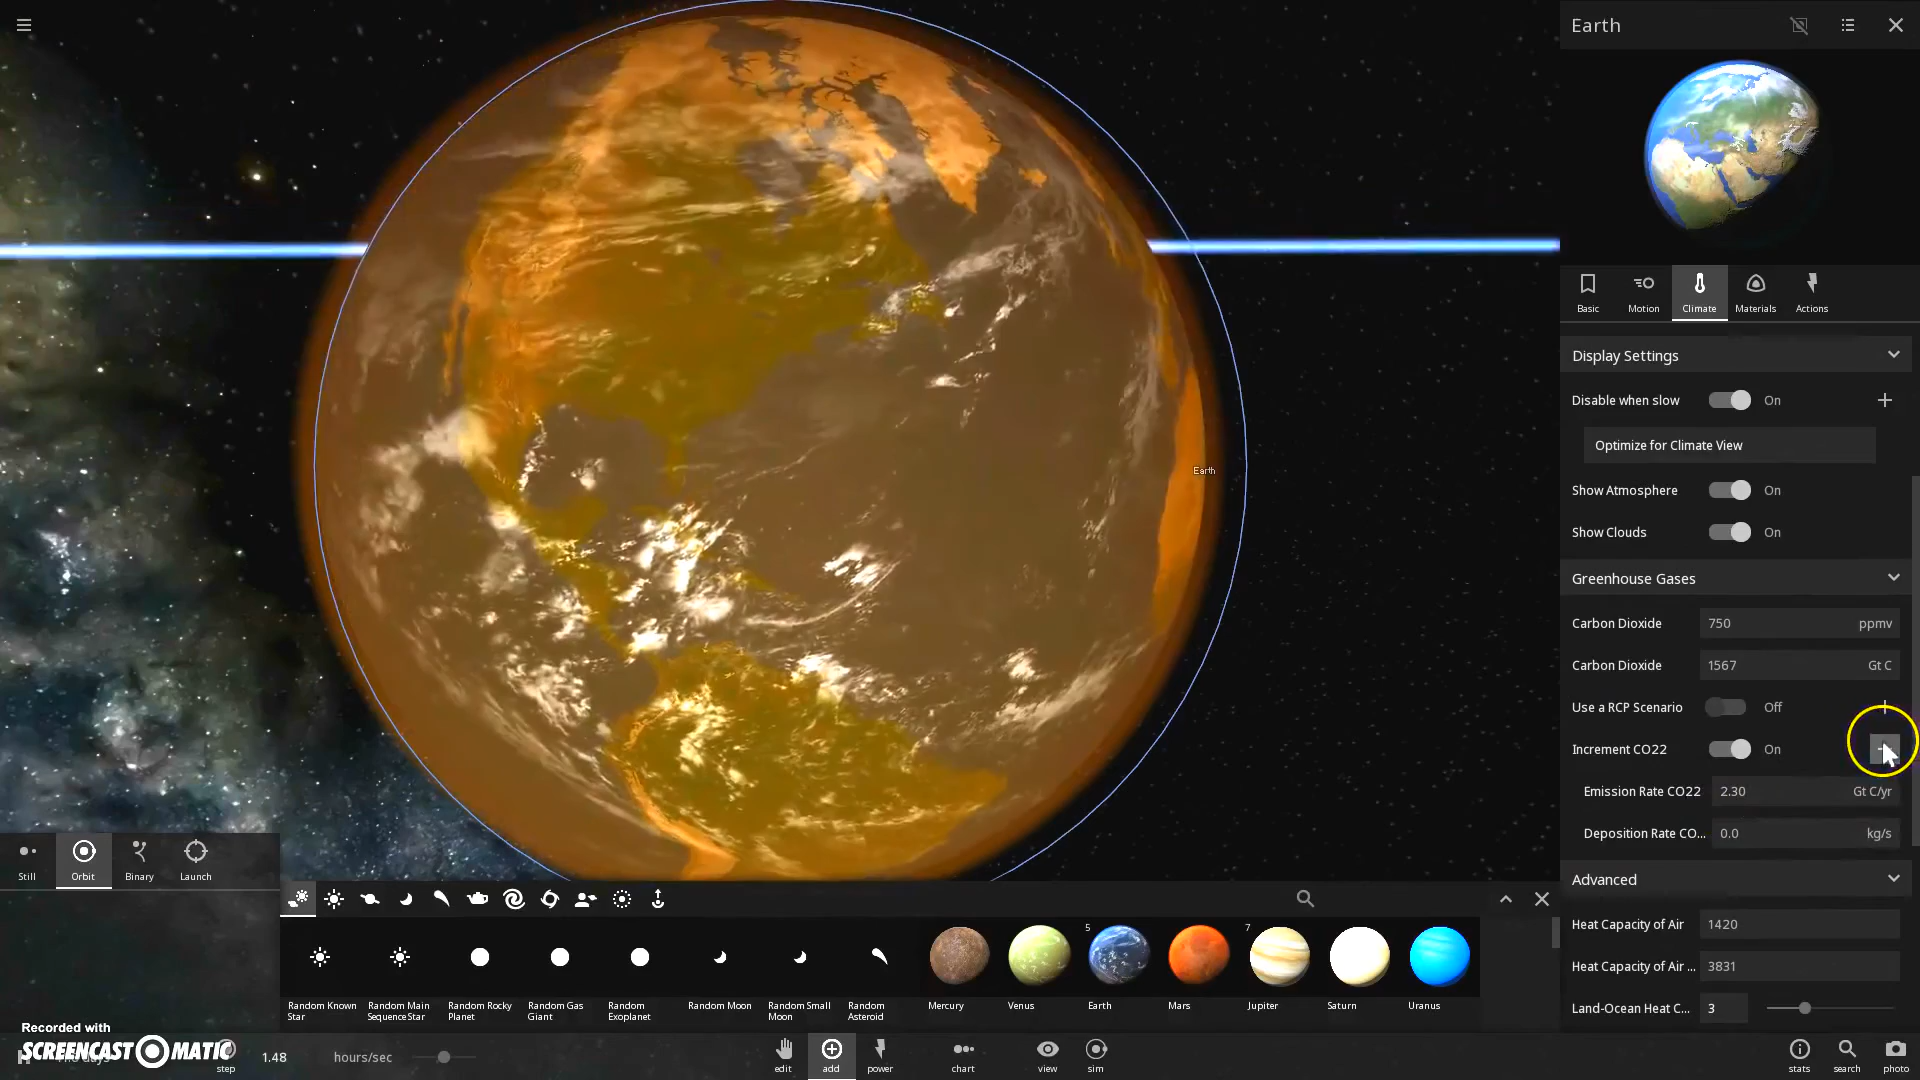 Earth
Basic
Motion
Climate
Materials
Actions
Display Settings
Disable when slow
On
Optimize for Climate View
Show Atmosphere
On
Show Clouds
On
Greenhouse Gases
Carbon Dioxide
750 ppmv
Carbon Dioxide
1567 Gt C
Use a RCP Scenario
Off
Increment CO22
On
Emission Rate CO22
2.30 Gt C/yr
Deposition Rate CO...
0.0 kg/s
Advanced
Heat Capacity of Air
1420
Heat Capacity of Air ...
3831
Land-Ocean Heat C...
3
Earth
Still
Orbit
Binary
Launch
Random Known Star
Random Main Sequence Star
Random Rocky Planet
Random Gas Giant
Random Exoplanet
Random Moon
Random Small Moon
Random Asteroid
Mercury
Venus
5
Earth
Mars
7
Jupiter
Saturn
Uranus
Recorded with
SCREENCAST-O-MATIC
step
1.48
hours/sec
edit
add
power
chart
view
sim
stats
search
photo